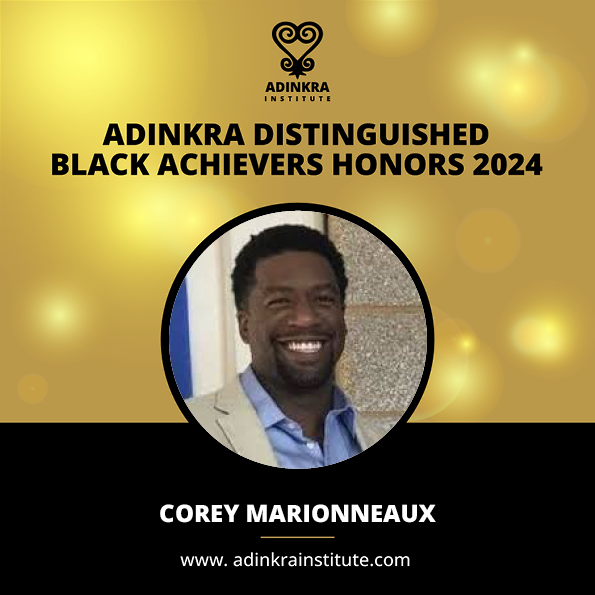 ADINKRA
INSTITUTE
ADINKRA DISTINGUISHED
BLACK ACHIEVERS HONORS 2024
COREY MARIONNEAUX
www. adinkrainstitute.com